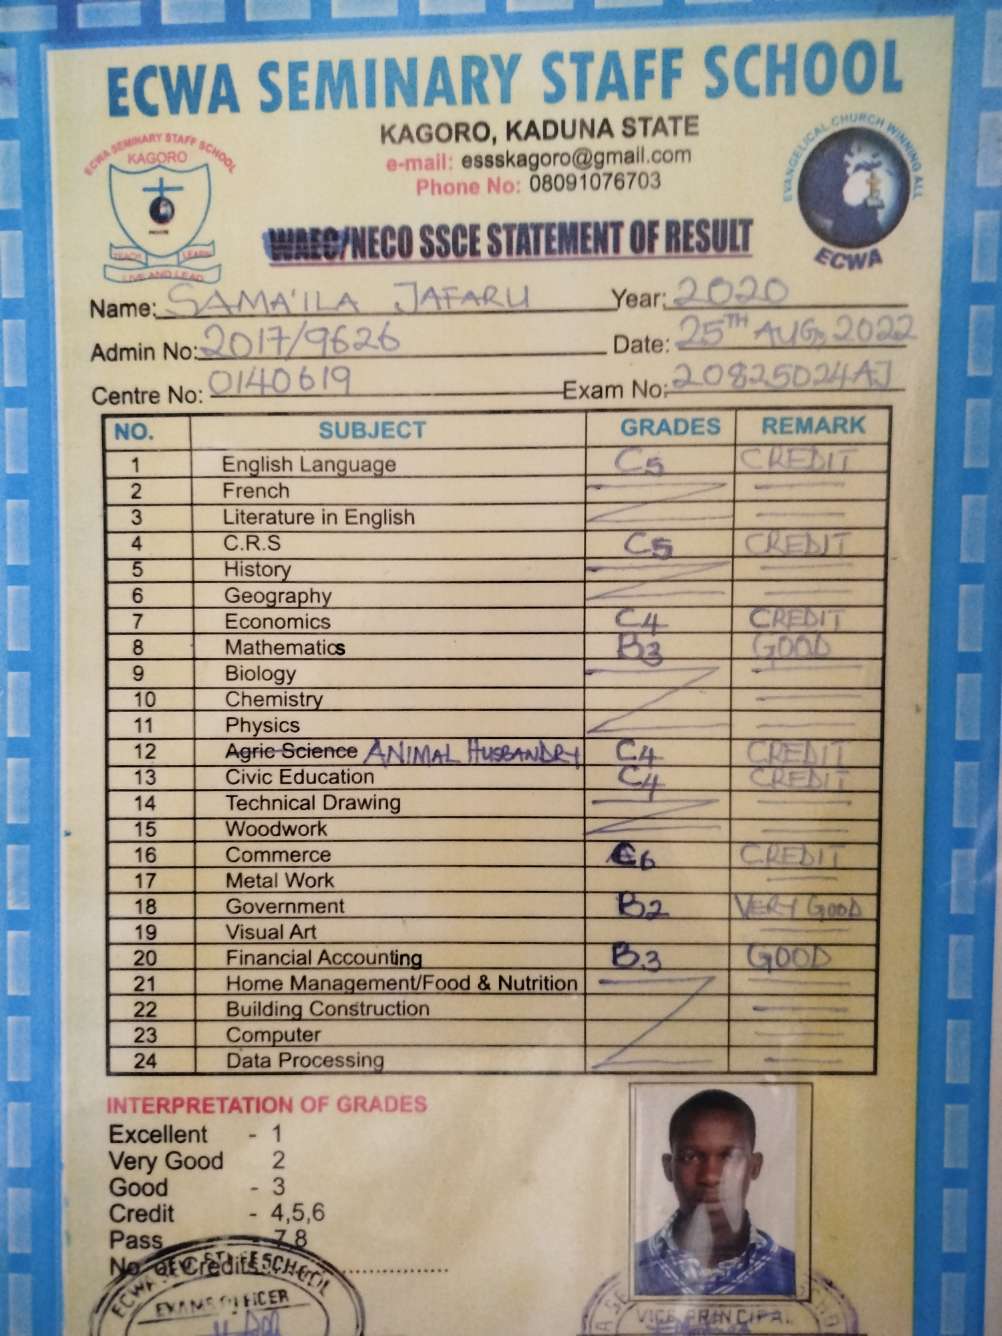 ECWA SEMINARY STAFF SCHOOL
KAGORO, KADUNA STATE
e-mail: essskagoro@gmail.com
Phone No: 08091076703
ECWA SEMINARY STAFF SCHOOL
KAGORO
TEACH LEARN
LIVE AND LEAD
EVANGELICAL CHURCH WINNING ALL
ECWA
WAEC/NECO SSCE STATEMENT OF RESULT
Name: SAMA'ILA JAFARU Year: 2020
Admin No: 2017/9626 Date: 25TH AUG, 2022
Centre No: 0140619 Exam No: 20825024AJ
NO. SUBJECT GRADES REMARK
1 English Language C5 CREDIT
2 French
3 Literature in English
4 C.R.S C5 CREDIT
5 History
6 Geography
7 Economics C4 CREDIT
8 Mathematics B3 GOOD
9 Biology
10 Chemistry
11 Physics
12 Agric Science ANIMAL HUSBANDRY C4 CREDIT
13 Civic Education C4 CREDIT
14 Technical Drawing
15 Woodwork
16 Commerce C6 CREDIT
17 Metal Work
18 Government B2 VERY GOOD
19 Visual Art
20 Financial Accounting B3 GOOD
21 Home Management/Food & Nutrition
22 Building Construction
23 Computer
24 Data Processing
INTERPRETATION OF GRADES
Excellent - 1
Very Good 2
Good - 3
Credit - 4,5,6
Pass 7,8
No. of Credits:
EXAMS OFFICER
VICE PRINCIPAL